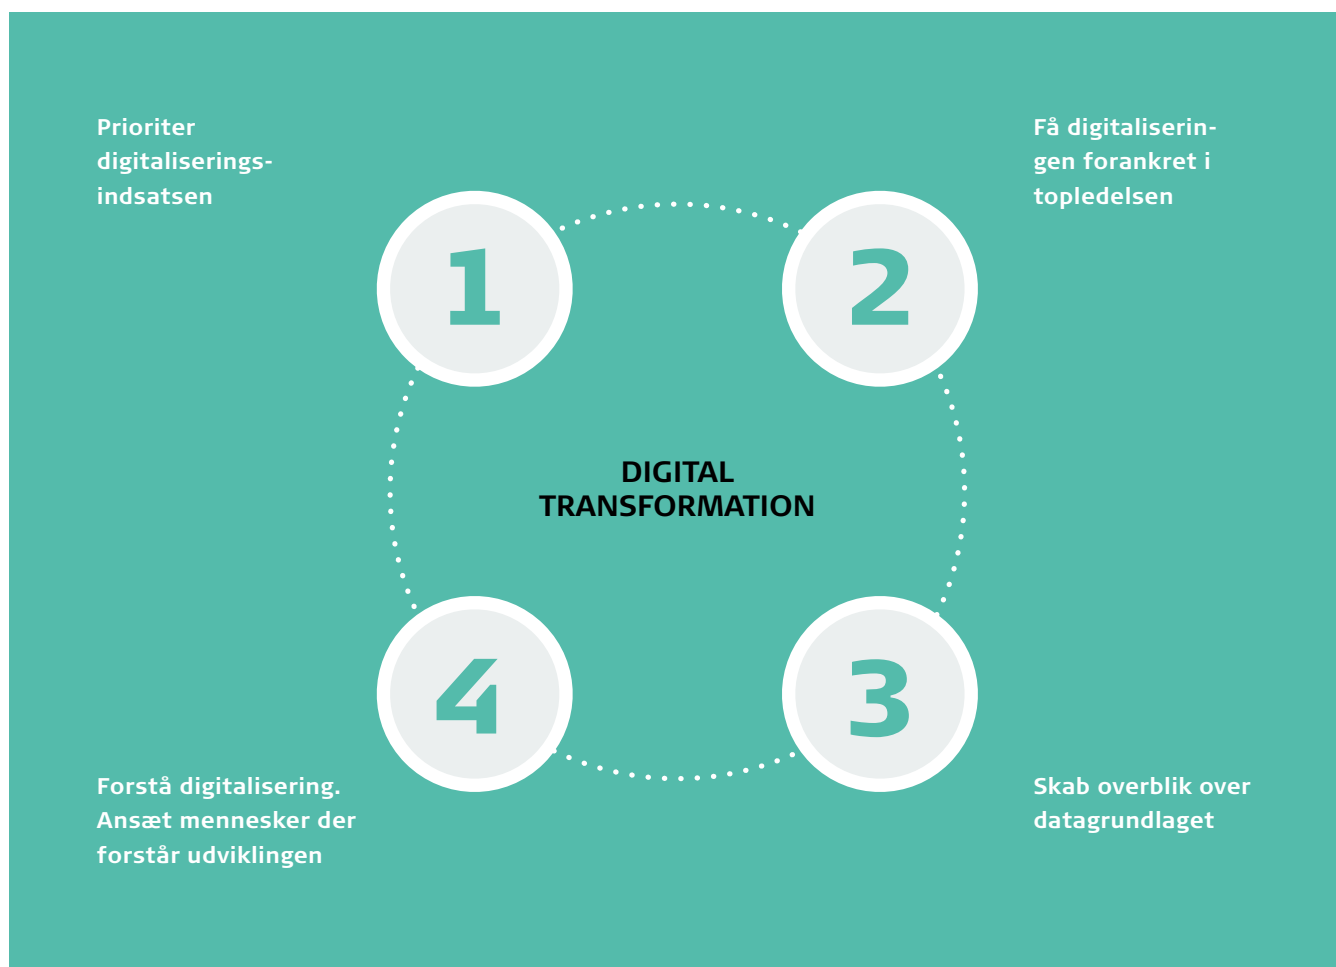 Prioriter
digitaliserings-
indsatsen
1
Få digitaliserin-
gen forankret i
topledelsen
2
DIGITAL
TRANSFORMATION
4
Forstå digitalisering.
Ansæt mennesker der
forstår udviklingen
3
Skab overblik over
datagrundlaget